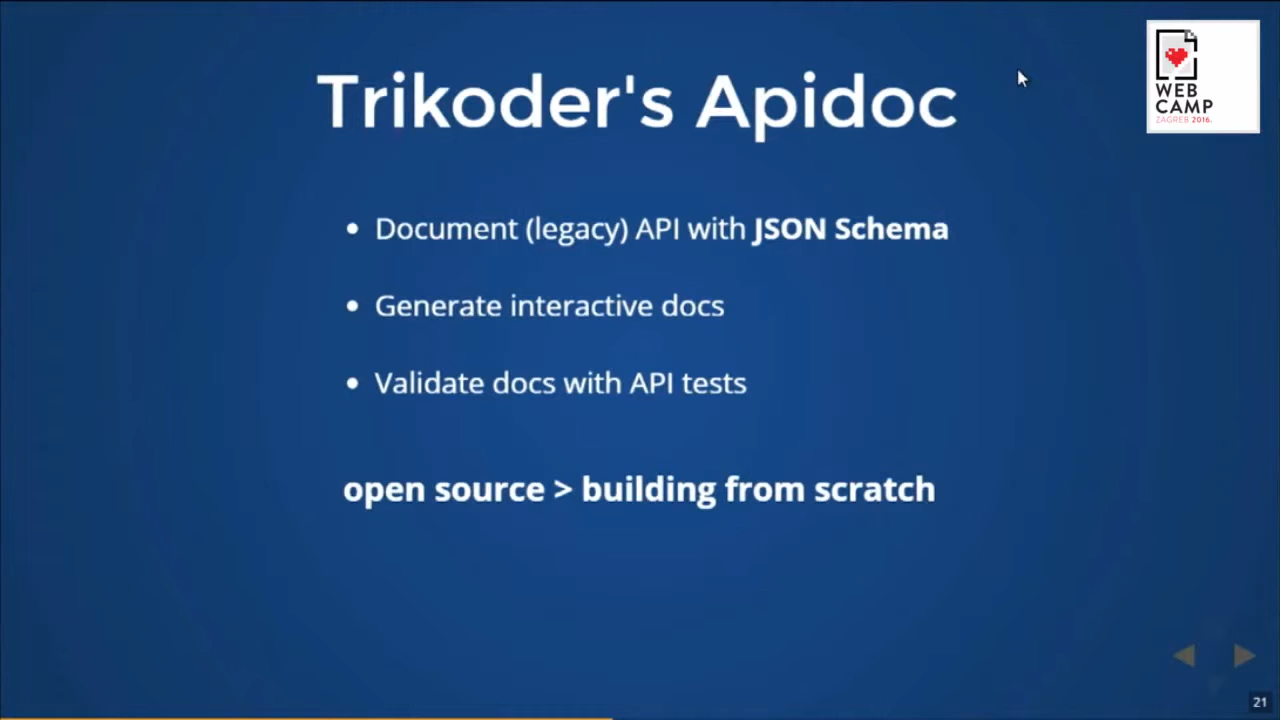 Trikoder's Apidoc
WEB
CAMP
ZAGREB 2016.
• Document (legacy) API with JSON Schema
• Generate interactive docs
• Validate docs with API tests
open source > building from scratch
21